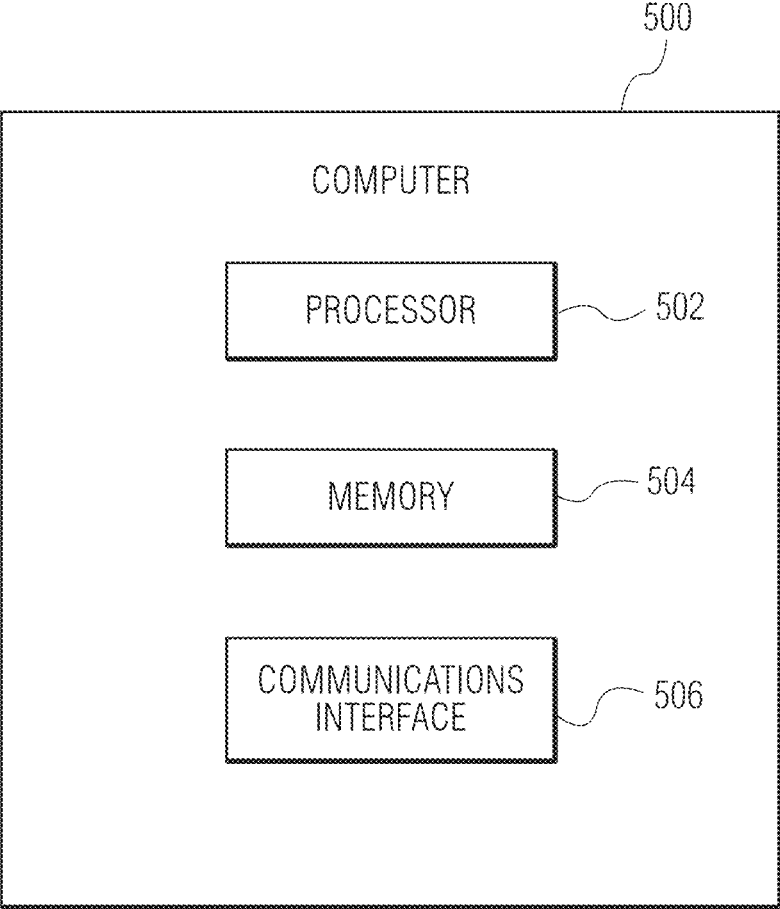 500
COMPUTER
PROCESSOR
502
MEMORY
504
COMMUNICATIONS
INTERFACE
506